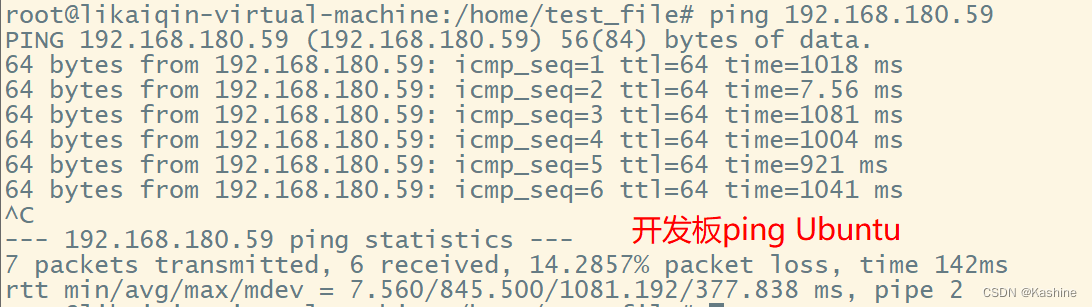 root@likaiqin-virtual-machine:/home/test_file# ping 192.168.180.59
PING 192.168.180.59 (192.168.180.59) 56(84) bytes of data.
64 bytes from 192.168.180.59: icmp_seq=1 ttl=64 time=1018 ms
64 bytes from 192.168.180.59: icmp_seq=2 ttl=64 time=7.56 ms
64 bytes from 192.168.180.59: icmp_seq=3 ttl=64 time=1081 ms
64 bytes from 192.168.180.59: icmp_seq=4 ttl=64 time=1004 ms
64 bytes from 192.168.180.59: icmp_seq=5 ttl=64 time=921 ms
64 bytes from 192.168.180.59: icmp_seq=6 ttl=64 time=1041 ms
^C
开发板ping Ubuntu
--- 192.168.180.59 ping statistics ---
7 packets transmitted, 6 received, 14.2857% packet loss, time 142ms
rtt min/avg/max/mdev = 7.560/845.500/1081.192/377.838 ms, pipe 2
CSDN @Kashine